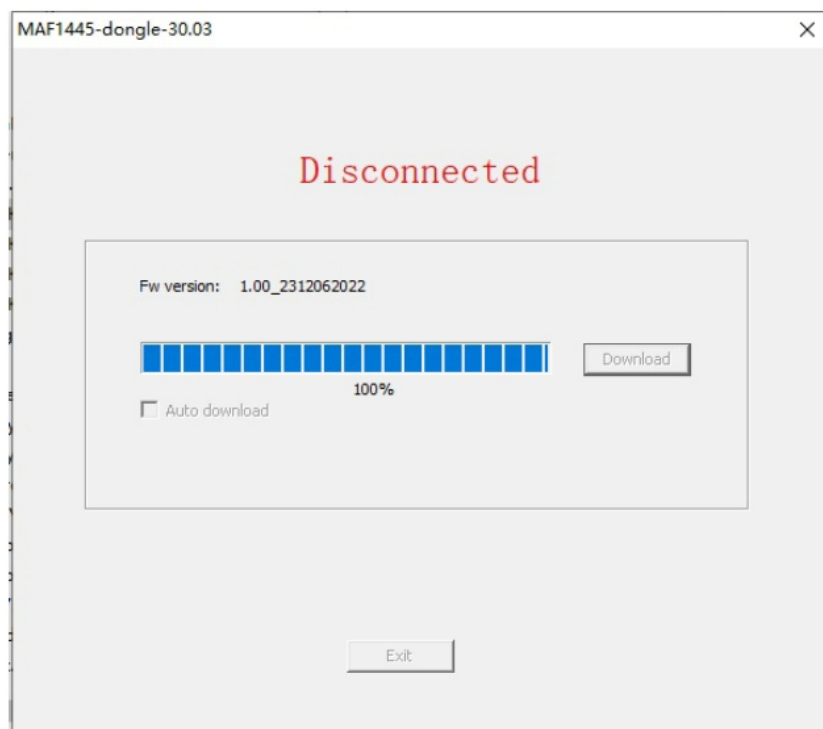 MAF1445-dongle-30.03
Disconnected
Fw version: 1.00_2312062022
Download
100%
Auto download
Exit